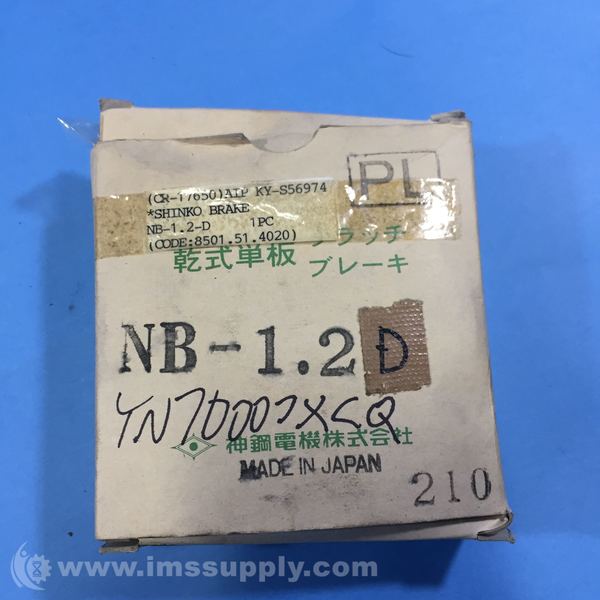 PL
(CR-17650)AIP KY-S56974
*SHINKO BRAKE
NB-1.2-D 1PC
(CODE:8501.51.4020)
乾式単板 クラッチ
ブレーキ
NB-1.2 D
神鋼電機株式会社
MADE IN JAPAN
210
www.imssupply.com